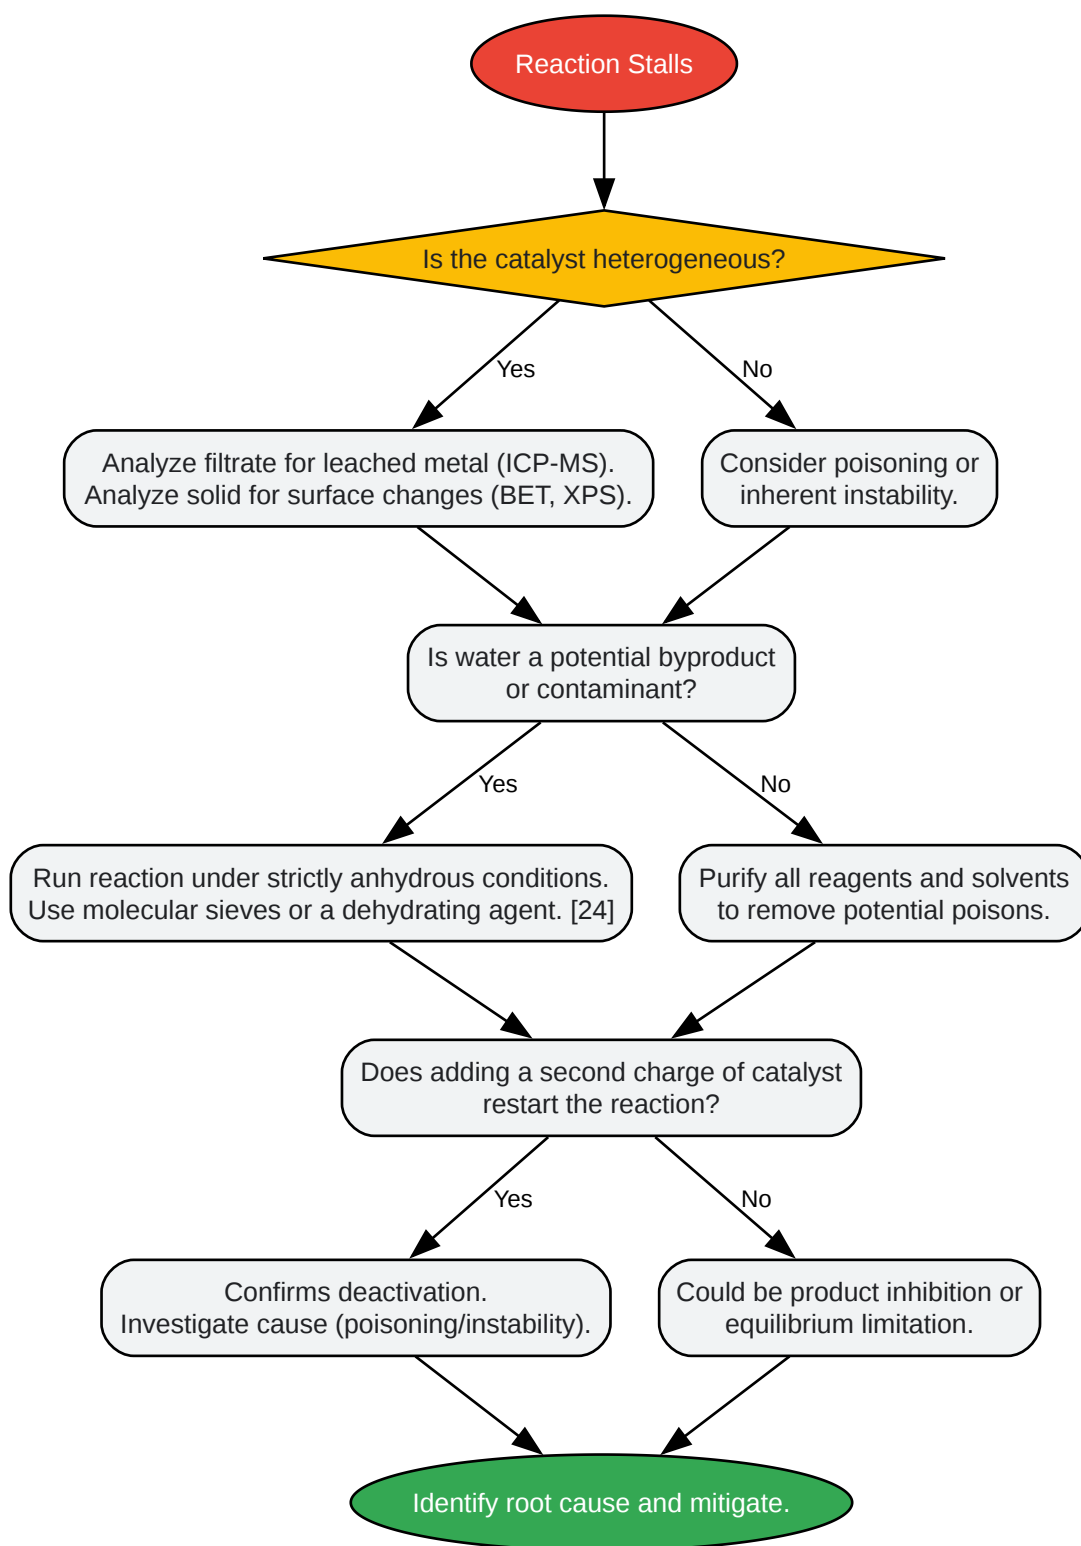 Reaction Stalls
Is the catalyst heterogeneous?
Yes
No
Analyze filtrate for leached metal (ICP-MS).
Analyze solid for surface changes (BET, XPS).
Consider poisoning or
inherent instability.
Is water a potential byproduct
or contaminant?
Yes
No
Run reaction under strictly anhydrous conditions.
Use molecular sieves or a dehydrating agent. [24]
Purify all reagents and solvents
to remove potential poisons.
Does adding a second charge of catalyst
restart the reaction?
Yes
No
Confirms deactivation.
Investigate cause (poisoning/instability).
Could be product inhibition or
equilibrium limitation.
Identify root cause and mitigate.